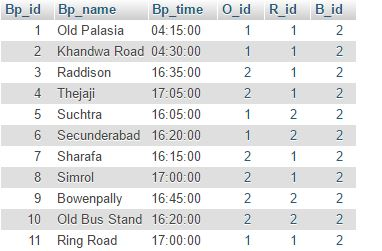 Bp_id Bp_name Bp_time O_id R_id B_id
1 Old Palasia 04:15:00 1 1 2
2 Khandwa Road 04:30:00 1 1 2
3 Raddison 16:35:00 2 1 2
4 Thejaji 17:05:00 2 1 2
5 Suchtra 16:05:00 1 2 2
6 Secunderabad 16:20:00 1 2 2
7 Sharafa 16:15:00 2 1 2
8 Simrol 17:00:00 2 1 2
9 Bowenpally 16:45:00 2 2 2
10 Old Bus Stand 16:20:00 2 2 2
11 Ring Road 17:00:00 1 1 2